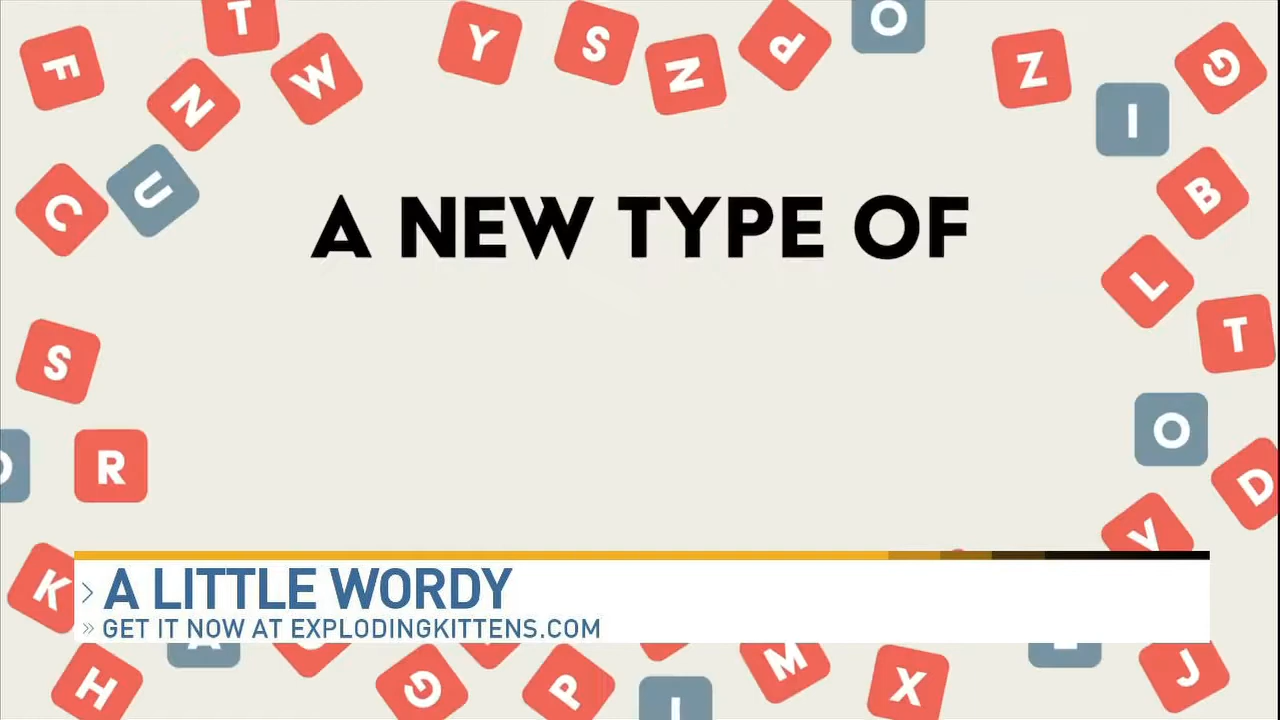 T
O
F
Y
S
P
Z
G
W
N
Z
N
I
U
B
C
A NEW TYPE OF
L
T
S
O
R
D
Y
K
A LITTLE WORDY
GET IT NOW AT EXPLODINGKITTENS.COM
A
M
J
H
G
P
X
I